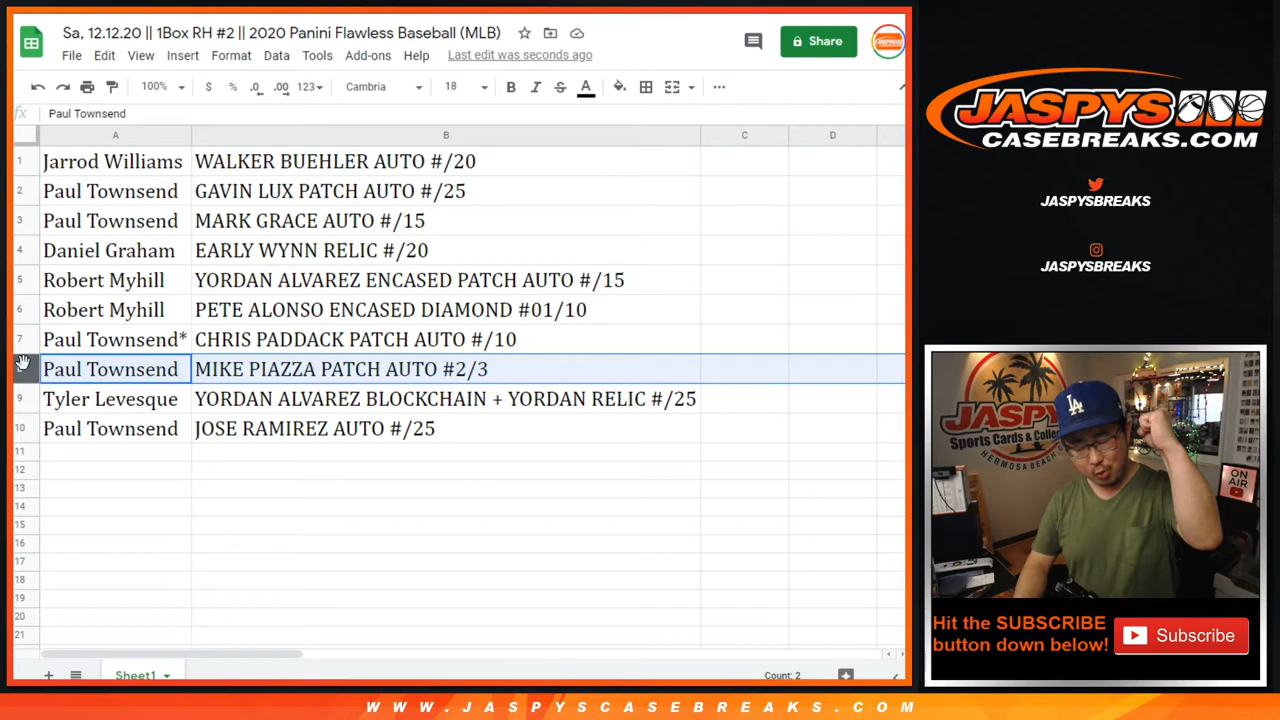 Sa, 12.12.20 || 1Box RH #2 || 2020 Panini Flawless Baseball (MLB)
File Edit View Insert Format Data Tools Add-ons Help Last edit was seconds ago
Share
100% $ % .0 .00 123 Cambria 18 B I S A
fx Paul Townsend
A B C D
1 Jarrod Williams WALKER BUEHLER AUTO #/20
2 Paul Townsend GAVIN LUX PATCH AUTO #/25
3 Paul Townsend MARK GRACE AUTO #/15
4 Daniel Graham EARLY WYNN RELIC #/20
5 Robert Myhill YORDAN ALVAREZ ENCASED PATCH AUTO #/15
6 Robert Myhill PETE ALONSO ENCASED DIAMOND #01/10
7 Paul Townsend* CHRIS PADDACK PATCH AUTO #/10
Paul Townsend MIKE PIAZZA PATCH AUTO #2/3
9 Tyler Levesque YORDAN ALVAREZ BLOCKCHAIN + YORDAN RELIC #/25
10 Paul Townsend JOSE RAMIREZ AUTO #/25
11
12
13
14
15
16
17
18
19
20
21
Sheet1
Count: 2
JASPYS
CASEBREAKS.COM
JASPYSBREAKS
JASPYSBREAKS
JASPYS
Sports Cards & Colle
HERMOSA BEACH
LA
ON
AIR
Hit the SUBSCRIBE
button down below!
Subscribe
WWW.JASPYSCASEBREAKS.COM